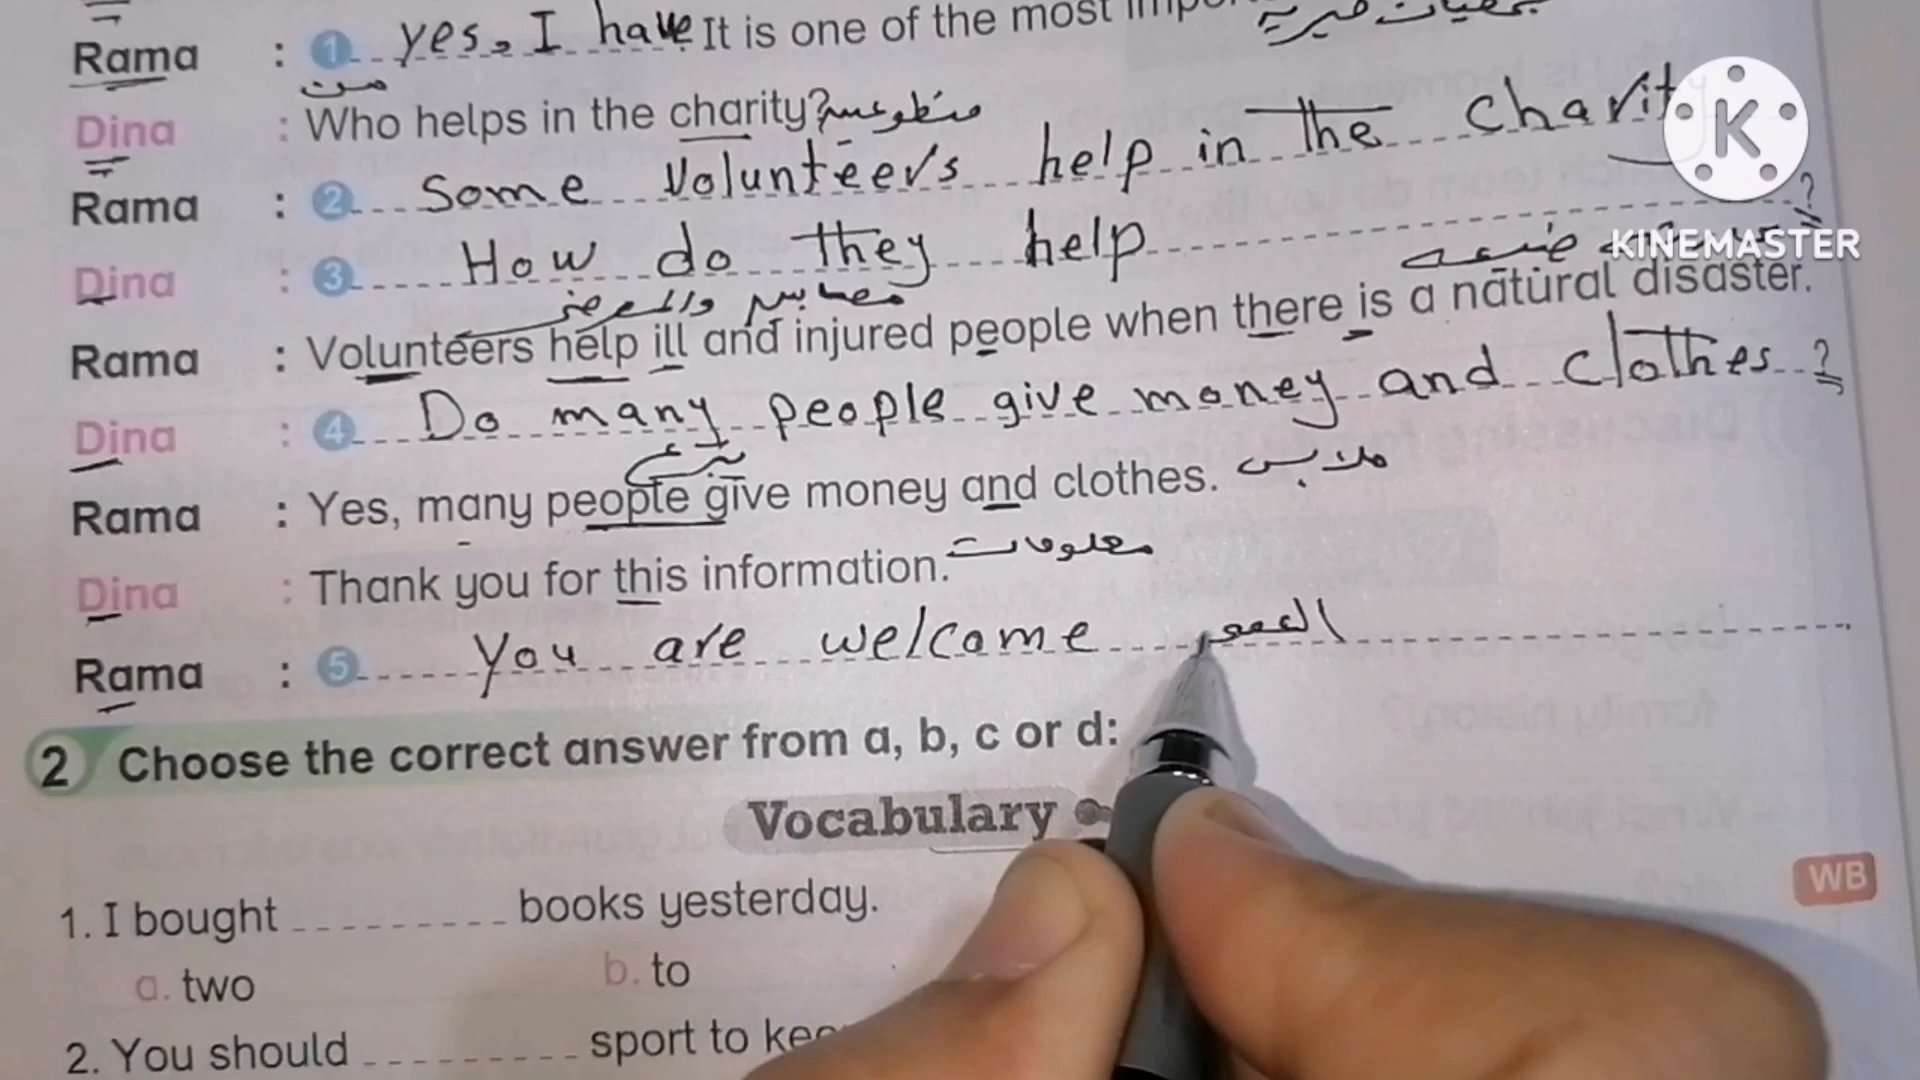 Rama : 1 yes, I have It is one of the most
من
Dina : Who helps in the charity?
Rama : 2 Some volunteers help in the charity
Dina : 3 How do they help ?
KINEMASTER
Rama : Volunteers help ill and injured people when there is a natural disaster.
Dina : 4 Do many people give money and clothes ?
Rama : Yes, many people give money and clothes. ملابس
Dina : Thank you for this information. معلومات
Rama : 5 You are welcome
2 Choose the correct answer from a, b, c or d:
Vocabulary
WB
1. I bought books yesterday.
a. two b. to
2. You should sport to